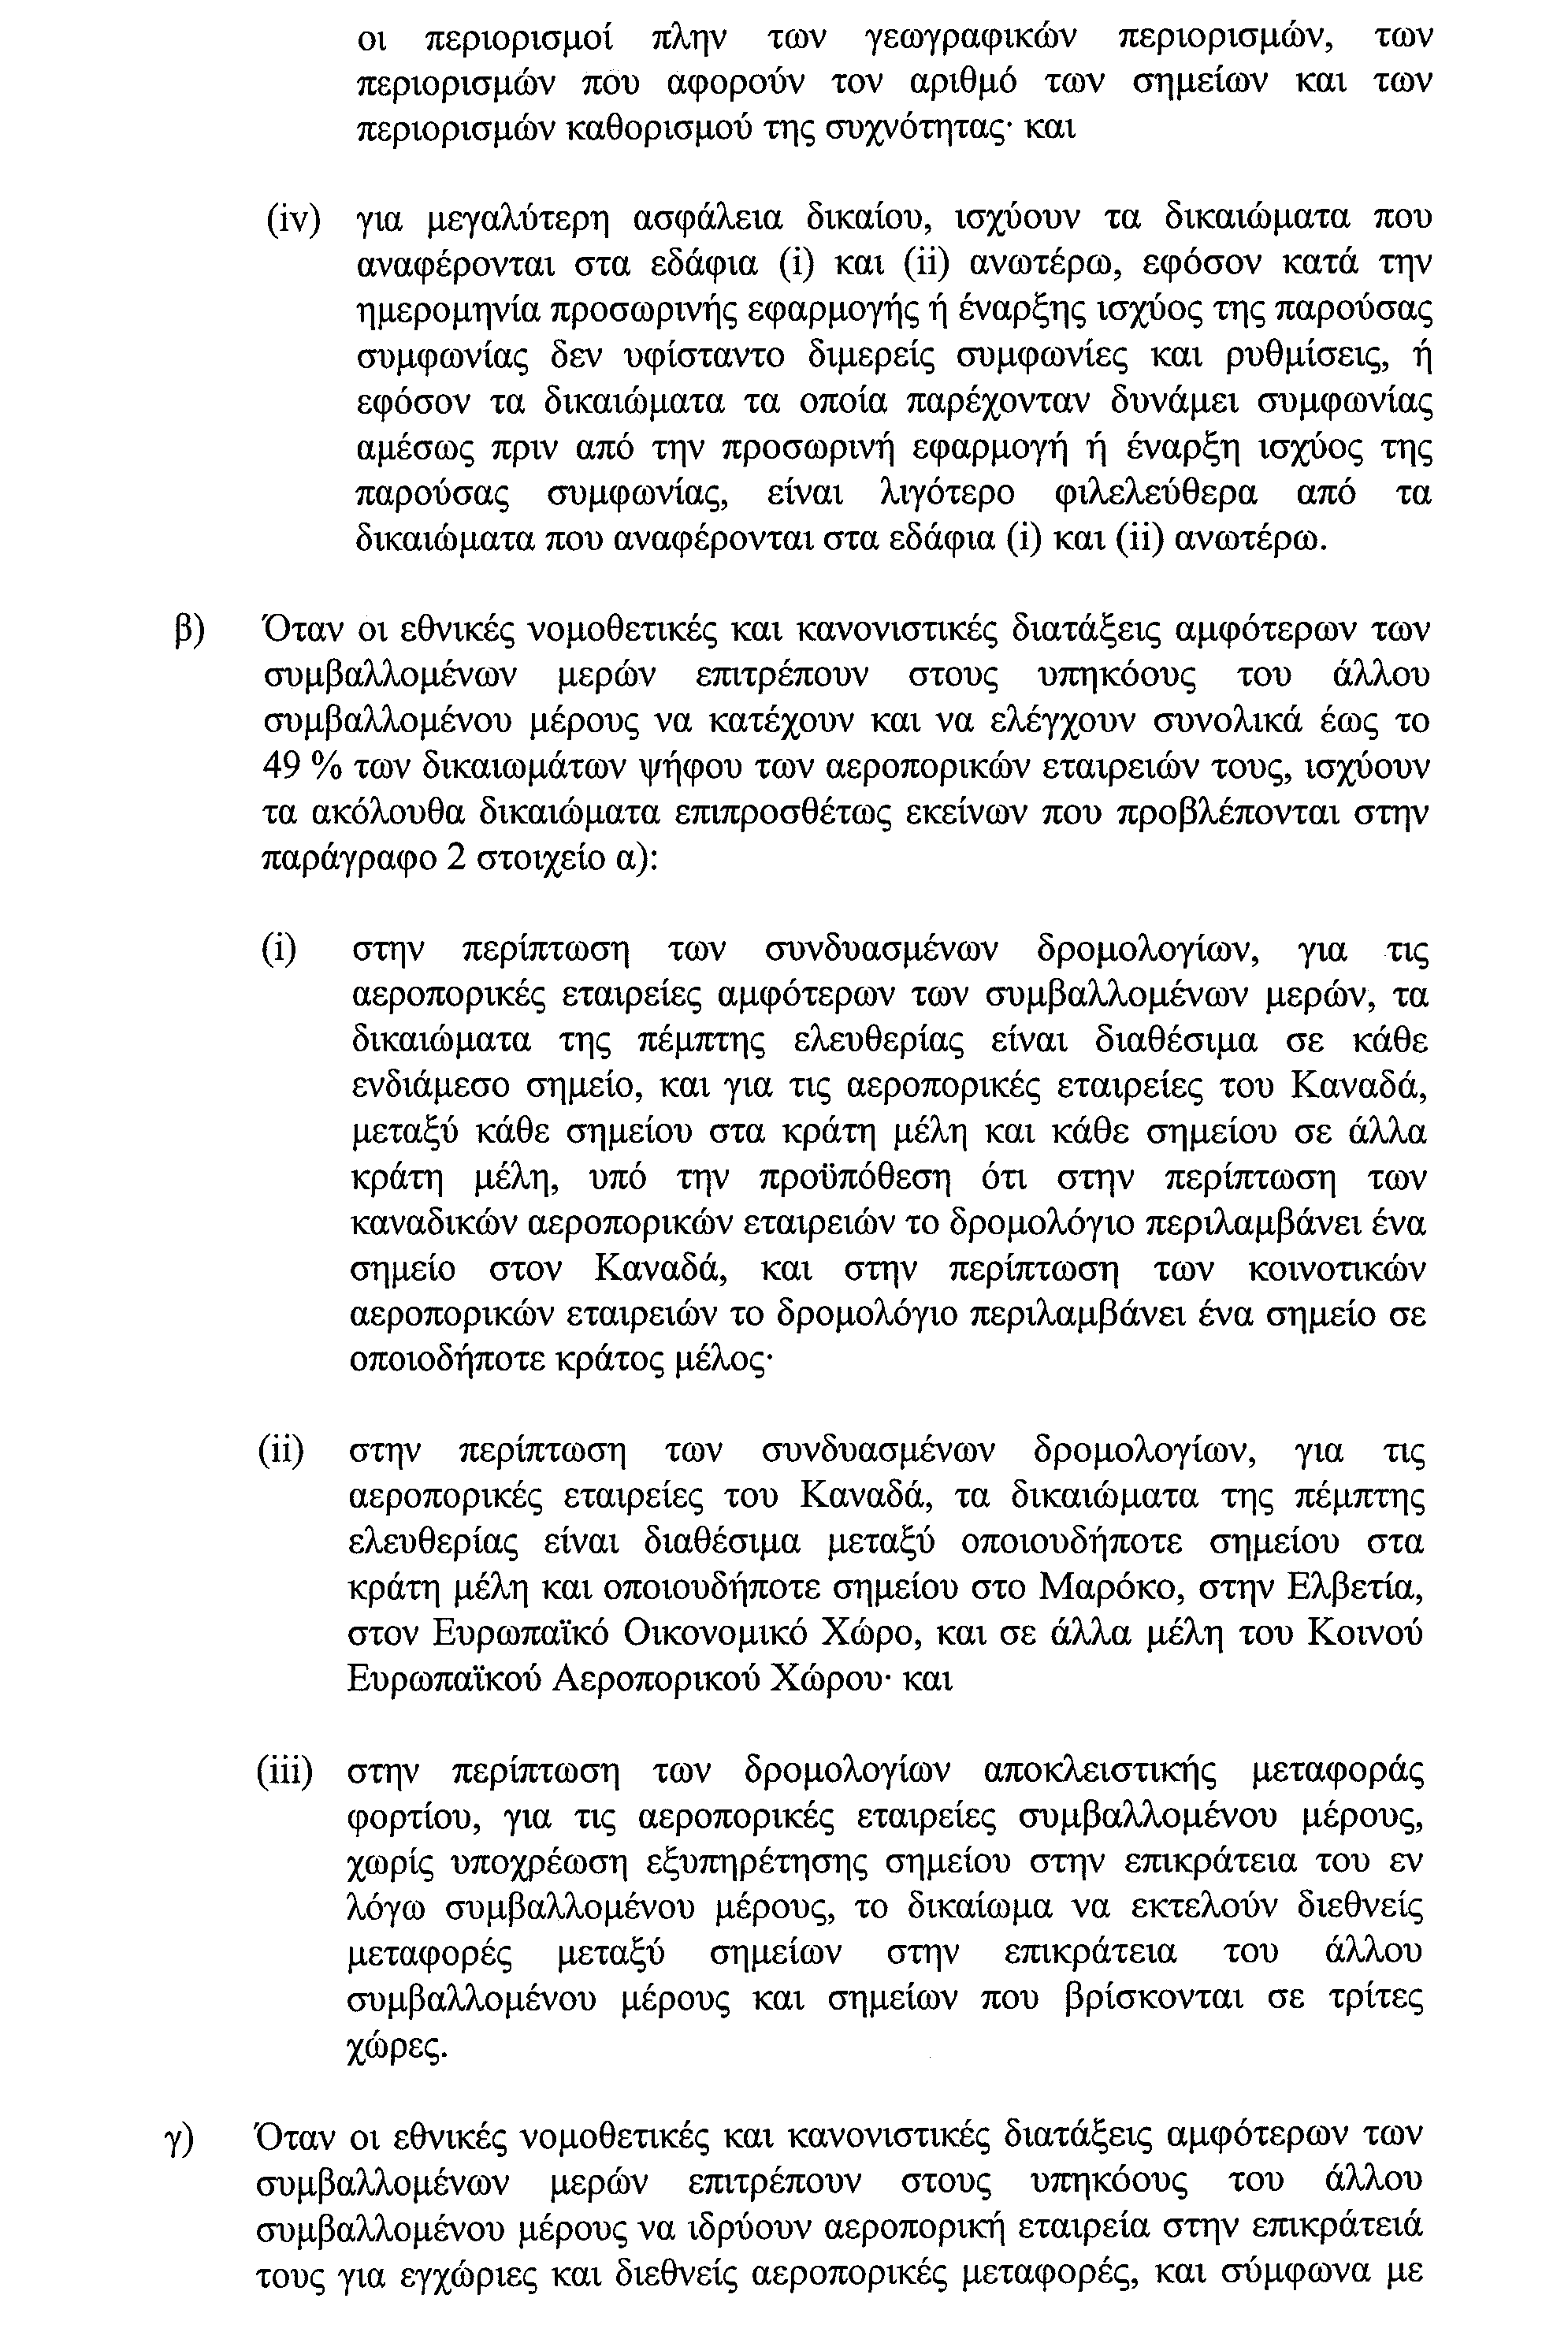 οι περιορισμοί πλην των γεωγραφικών περιορισμών, των
περιορισμών που αφορούν τον αριθμό των σημείων και των
περιορισμών καθορισμού της συχνότητας· και
(iv) για μεγαλύτερη ασφάλεια δικαίου, ισχύουν τα δικαιώματα που
αναφέρονται στα εδάφια (i) και (ii) ανωτέρω, εφόσον κατά την
ημερομηνία προσωρινής εφαρμογής ή έναρξης ισχύος της παρούσας
συμφωνίας δεν υφίσταντο διμερείς συμφωνίες και ρυθμίσεις, ή
εφόσον τα δικαιώματα τα οποία παρέχονταν δυνάμει συμφωνίας
αμέσως πριν από την προσωρινή εφαρμογή ή έναρξη ισχύος της
παρούσας συμφωνίας, είναι λιγότερο φιλελεύθερα από τα
δικαιώματα που αναφέρονται στα εδάφια (i) και (ii) ανωτέρω.
β) Όταν οι εθνικές νομοθετικές και κανονιστικές διατάξεις αμφότερων των
συμβαλλομένων μερών επιτρέπουν στους υπηκόους του άλλου
συμβαλλομένου μέρους να κατέχουν και να ελέγχουν συνολικά έως το
49 % των δικαιωμάτων ψήφου των αεροπορικών εταιρειών τους, ισχύουν
τα ακόλουθα δικαιώματα επιπροσθέτως εκείνων που προβλέπονται στην
παράγραφο 2 στοιχείο α):
(i) στην περίπτωση των συνδυασμένων δρομολογίων, για τις
αεροπορικές εταιρείες αμφότερων των συμβαλλομένων μερών, τα
δικαιώματα της πέμπτης ελευθερίας είναι διαθέσιμα σε κάθε
ενδιάμεσο σημείο, και για τις αεροπορικές εταιρείες του Καναδά,
μεταξύ κάθε σημείου στα κράτη μέλη και κάθε σημείου σε άλλα
κράτη μέλη, υπό την προϋπόθεση ότι στην περίπτωση των
καναδικών αεροπορικών εταιρειών το δρομολόγιο περιλαμβάνει ένα
σημείο στον Καναδά, και στην περίπτωση των κοινοτικών
αεροπορικών εταιρειών το δρομολόγιο περιλαμβάνει ένα σημείο σε
οποιοδήποτε κράτος μέλος·
(ii) στην περίπτωση των συνδυασμένων δρομολογίων, για τις
αεροπορικές εταιρείες του Καναδά, τα δικαιώματα της πέμπτης
ελευθερίας είναι διαθέσιμα μεταξύ οποιουδήποτε σημείου στα
κράτη μέλη και οποιουδήποτε σημείου στο Μαρόκο, στην Ελβετία,
στον Ευρωπαϊκό Οικονομικό Χώρο, και σε άλλα μέλη του Κοινού
Ευρωπαϊκού Αεροπορικού Χώρου· και
(iii) στην περίπτωση των δρομολογίων αποκλειστικής μεταφοράς
φορτίου, για τις αεροπορικές εταιρείες συμβαλλομένου μέρους,
χωρίς υποχρέωση εξυπηρέτησης σημείου στην επικράτεια του εν
λόγω συμβαλλομένου μέρους, το δικαίωμα να εκτελούν διεθνείς
μεταφορές μεταξύ σημείων στην επικράτεια του άλλου
συμβαλλομένου μέρους και σημείων που βρίσκονται σε τρίτες
χώρες.
γ) Όταν οι εθνικές νομοθετικές και κανονιστικές διατάξεις αμφότερων των
συμβαλλομένων μερών επιτρέπουν στους υπηκόους του άλλου
συμβαλλομένου μέρους να ιδρύουν αεροπορική εταιρεία στην επικράτειά
τους για εγχώριες και διεθνείς αεροπορικές μεταφορές, και σύμφωνα με